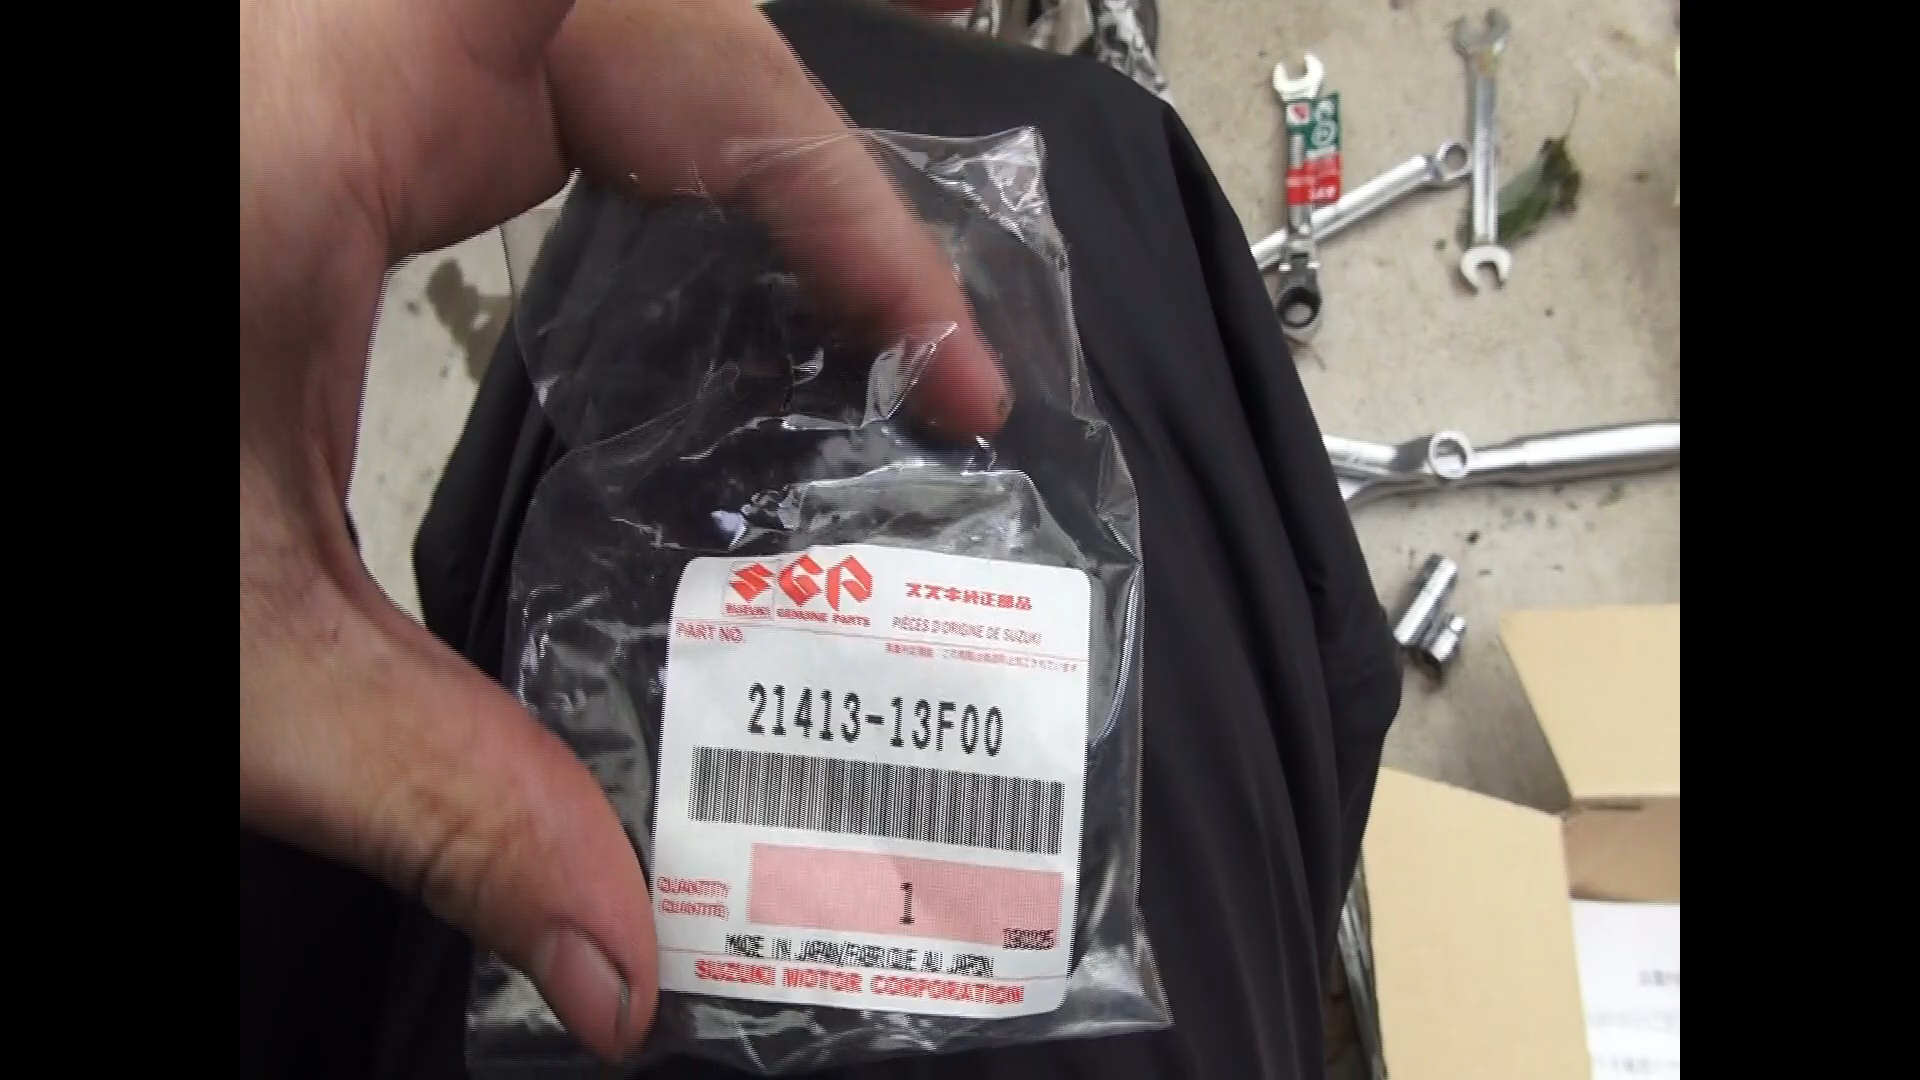 SUZUKI GENUINE PARTS
スズキ純正部品
PIÈCES D'ORIGINE DE SUZUKI
PART NO.
21413-13F00
QUANTITY
(QUANTITÉ)
1
MADE IN JAPAN/FABRIQUÉ AU JAPON
SUZUKI MOTOR CORPORATION